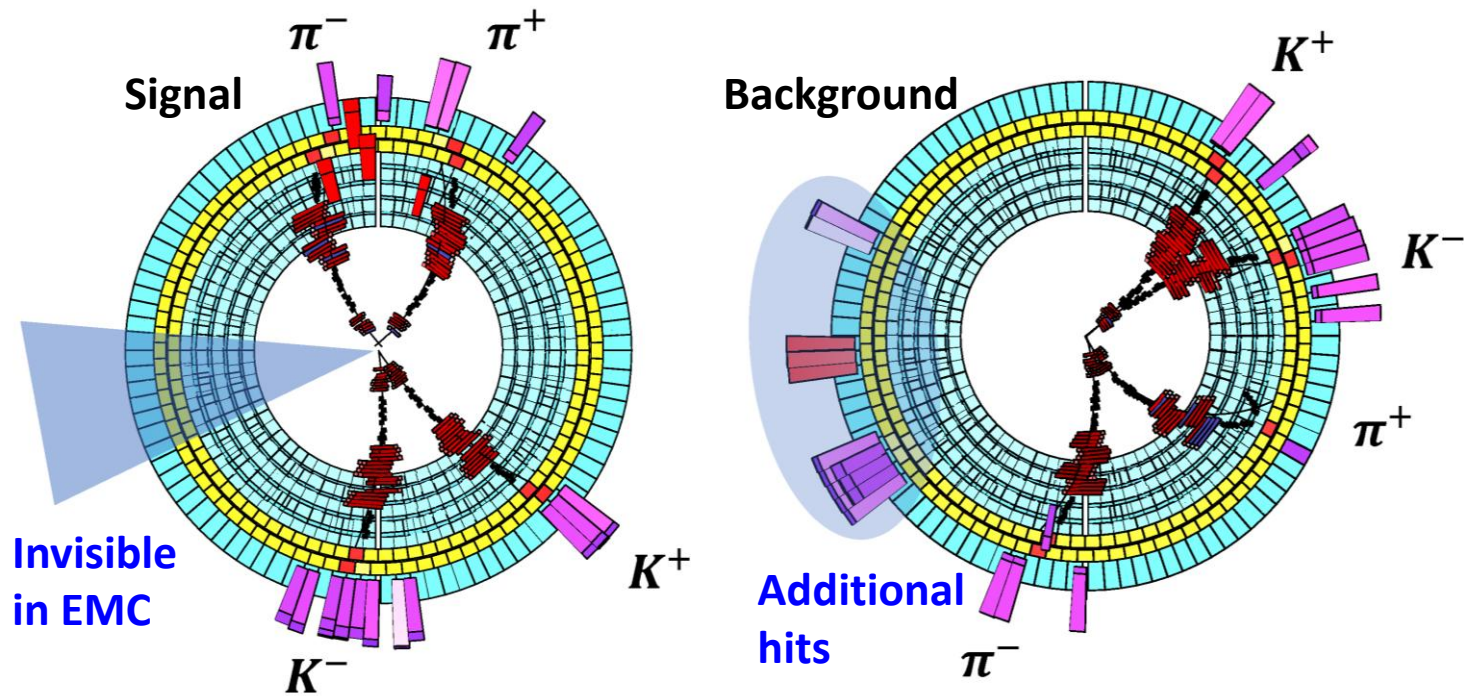 π⁻
π⁺
Signal
Invisible
in EMC
K⁺
K⁻
Background
K⁺
K⁻
π⁺
Additional
hits
π⁻